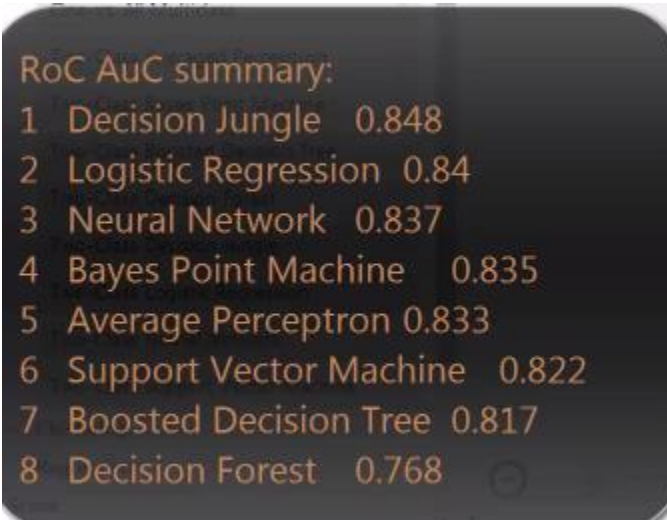 RoC AuC summary:
1 Decision Jungle 0.848
2 Logistic Regression 0.84
3 Neural Network 0.837
4 Bayes Point Machine 0.835
5 Average Perceptron 0.833
6 Support Vector Machine 0.822
7 Boosted Decision Tree 0.817
8 Decision Forest 0.768